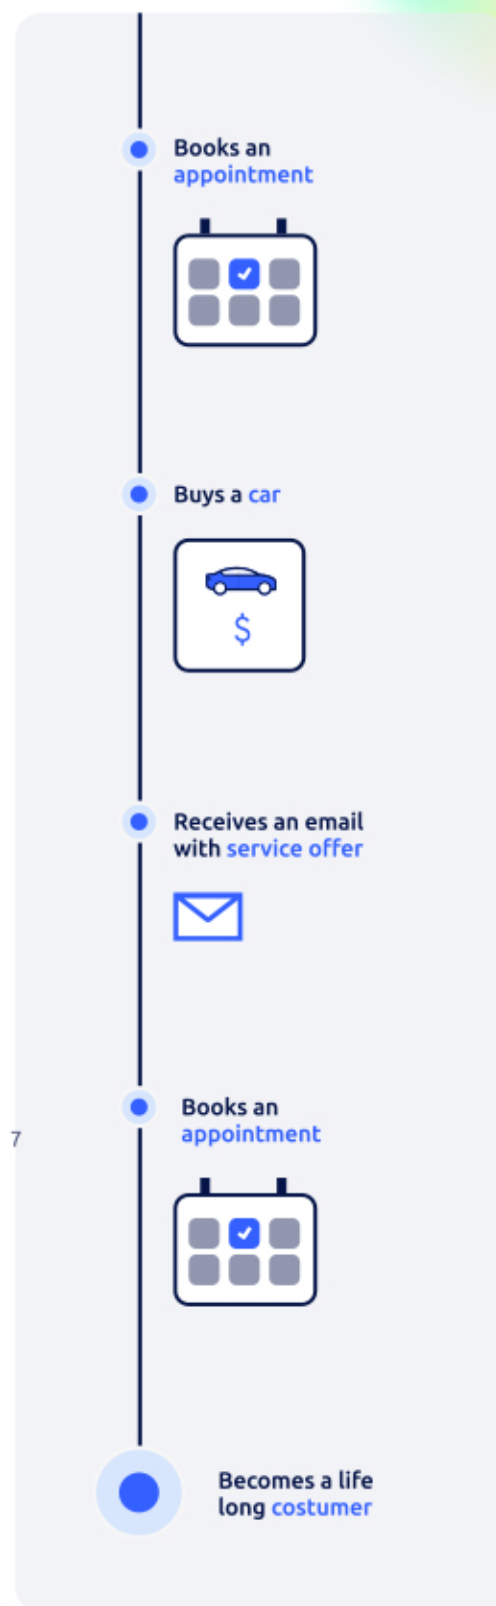 Books an
appointment
Buys a car
$
Receives an email
with service offer
Books an
appointment
7
Becomes a life
long costumer